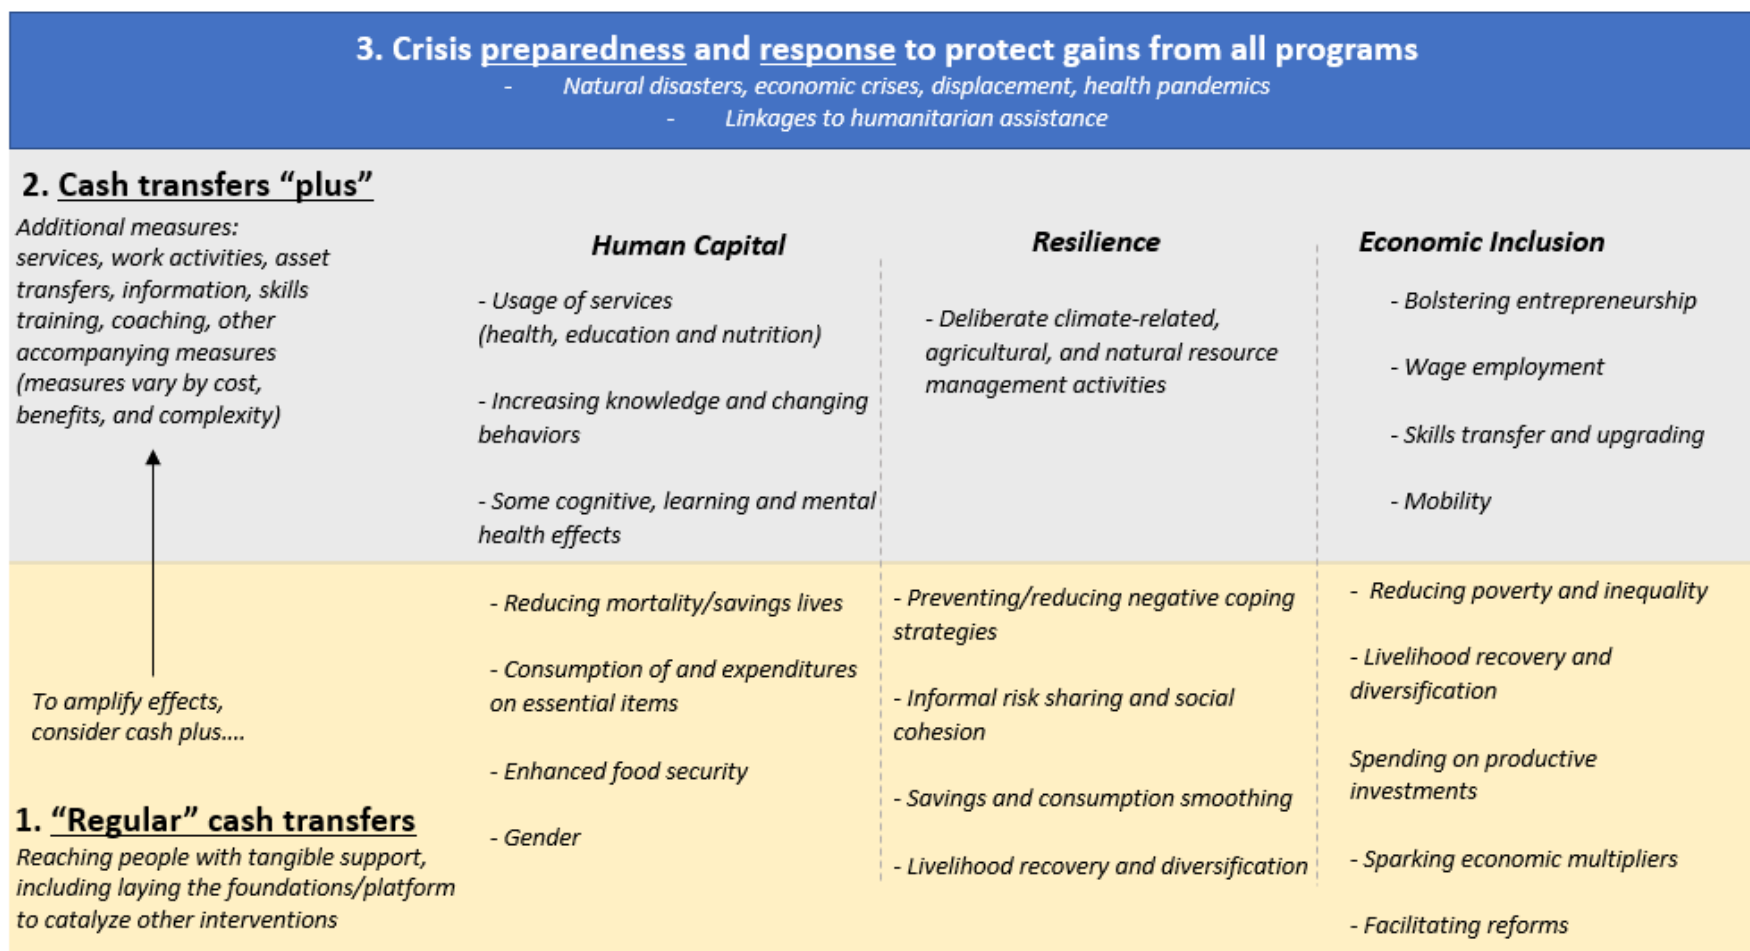 3. Crisis preparedness and response to protect gains from all programs
- Natural disasters, economic crises, displacement, health pandemics
- Linkages to humanitarian assistance
2. Cash transfers “plus”
Additional measures:
services, work activities, asset
transfers, information, skills
training, coaching, other
accompanying measures
(measures vary by cost,
benefits, and complexity)
Human Capital
- Usage of services
(health, education and nutrition)
- Increasing knowledge and changing
behaviors
- Some cognitive, learning and mental
health effects
Resilience
- Deliberate climate-related,
agricultural, and natural resource
management activities
Economic Inclusion
- Bolstering entrepreneurship
- Wage employment
- Skills transfer and upgrading
- Mobility
To amplify effects,
consider cash plus....
1. “Regular” cash transfers
Reaching people with tangible support,
including laying the foundations/platform
to catalyze other interventions
- Reducing mortality/savings lives
- Consumption of and expenditures
on essential items
- Enhanced food security
- Gender
- Preventing/reducing negative coping
strategies
- Informal risk sharing and social
cohesion
- Savings and consumption smoothing
- Livelihood recovery and diversification
- Reducing poverty and inequality
- Livelihood recovery and
diversification
Spending on productive
investments
- Sparking economic multipliers
- Facilitating reforms